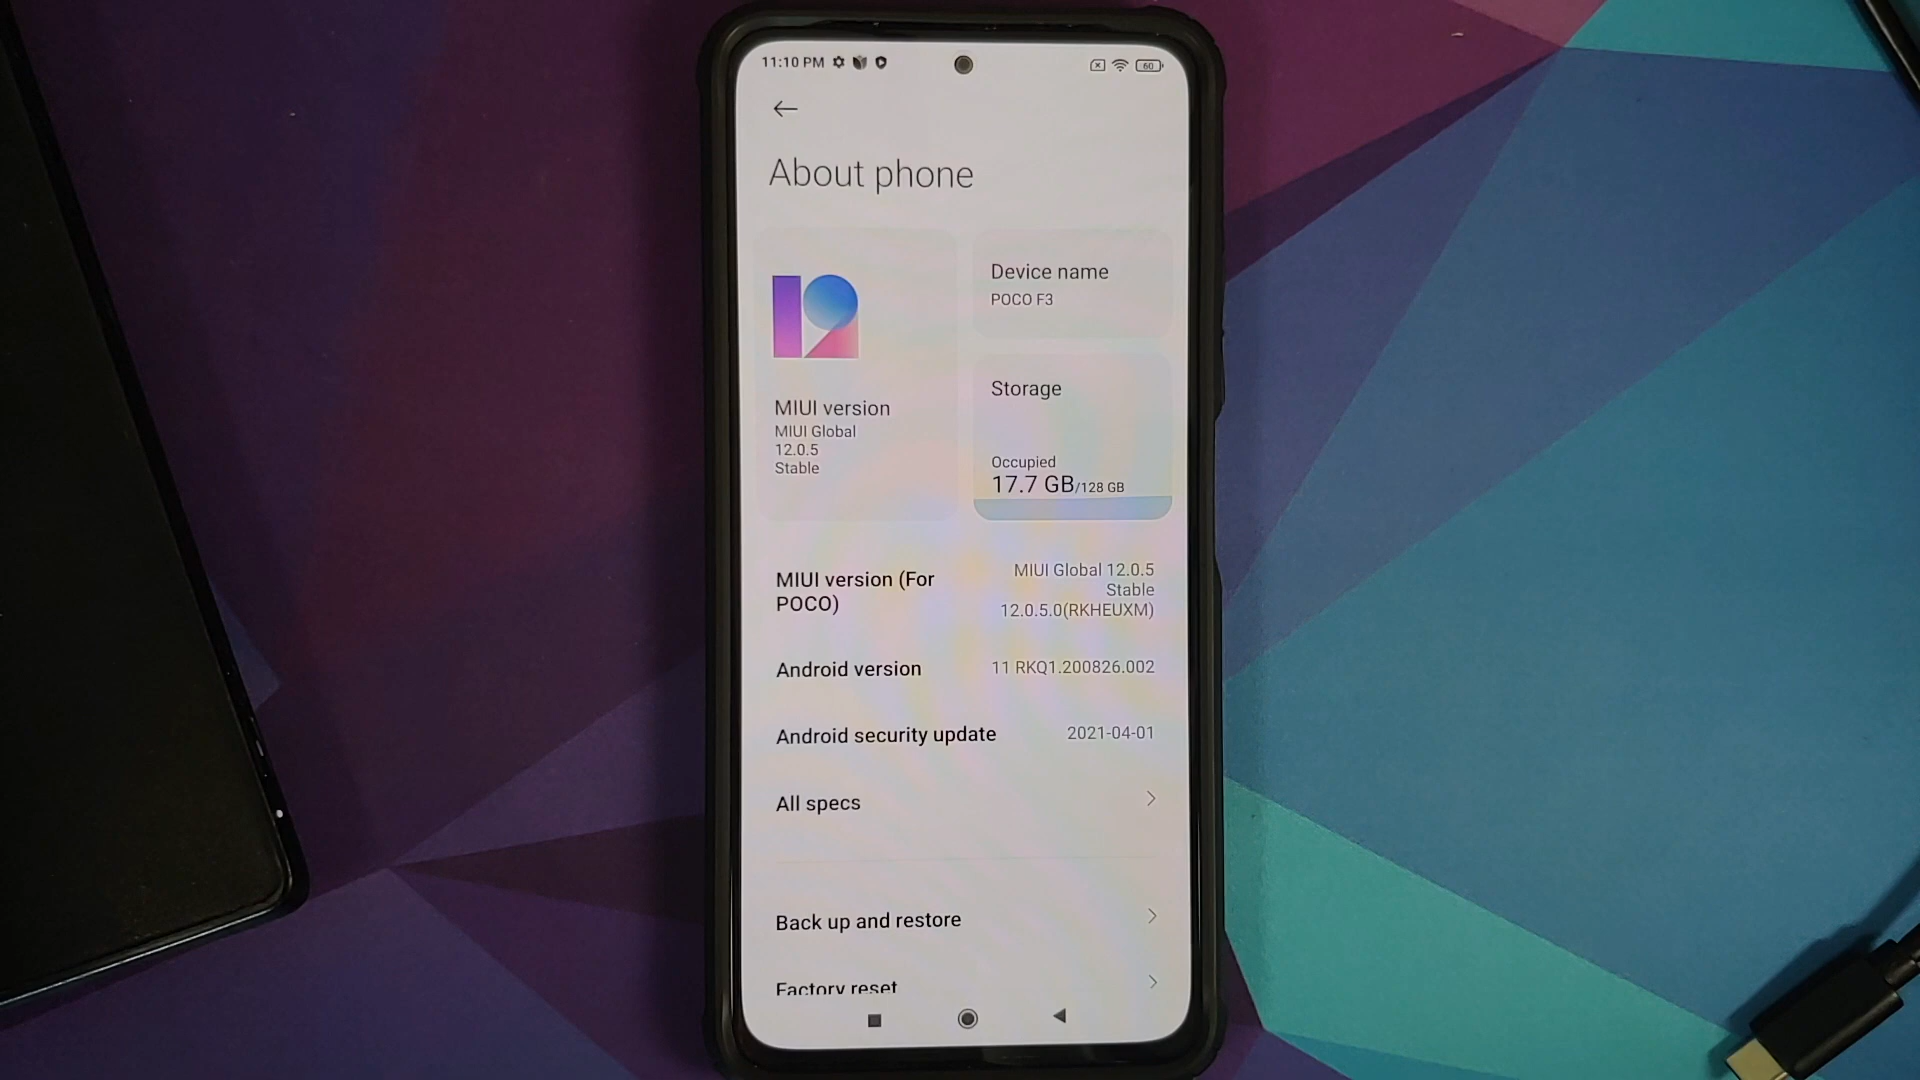 11:10 PM
60
About phone
12
MIUI version
MIUI Global
12.0.5
Stable
Device name
POCO F3
Storage
Occupied
17.7 GB/128 GB
MIUI version (For
POCO)
MIUI Global 12.0.5
Stable
12.0.5.0(RKHEUXM)
Android version
11 RKQ1.200826.002
Android security update
2021-04-01
All specs
Back up and restore
Factory reset